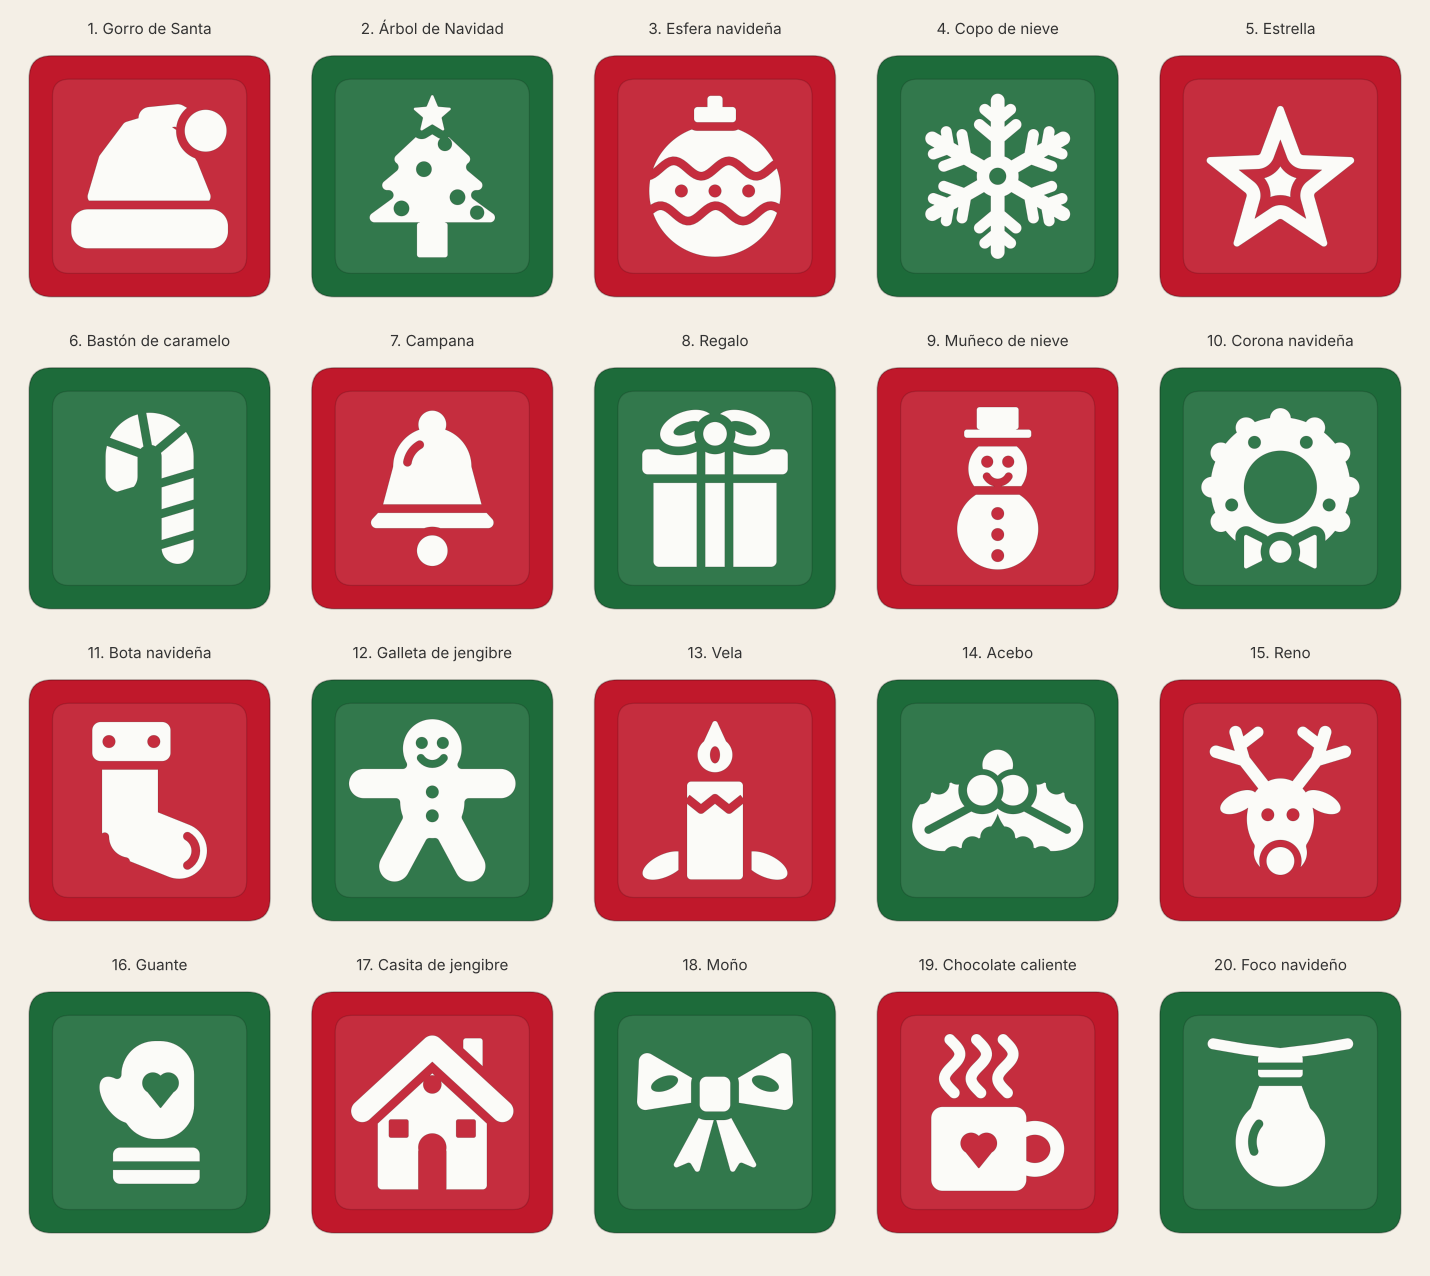 1. Gorro de Santa
2. Árbol de Navidad
3. Esfera navideña
4. Copo de nieve
5. Estrella
6. Bastón de caramelo
7. Campana
8. Regalo
9. Muñeco de nieve
10. Corona navideña
11. Bota navideña
12. Galleta de jengibre
13. Vela
14. Acebo
15. Reno
16. Guante
17. Casita de jengibre
18. Moño
19. Chocolate caliente
20. Foco navideño